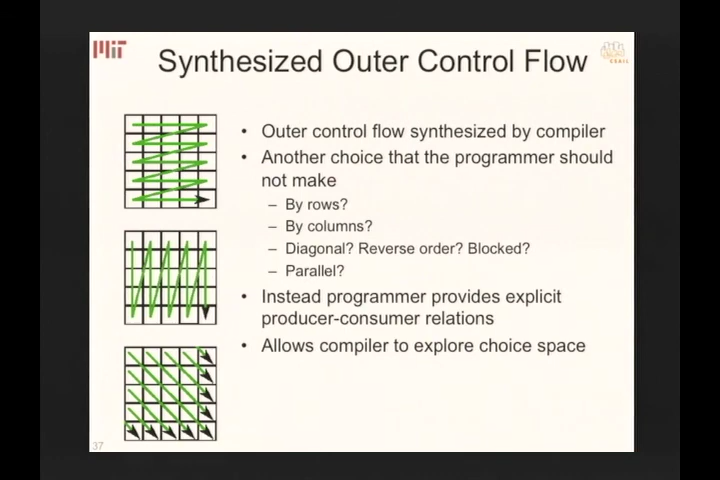 MIT
Synthesized Outer Control Flow
CSAIL
• Outer control flow synthesized by compiler
• Another choice that the programmer should
not make
– By rows?
– By columns?
– Diagonal? Reverse order? Blocked?
– Parallel?
• Instead programmer provides explicit
producer-consumer relations
• Allows compiler to explore choice space
37